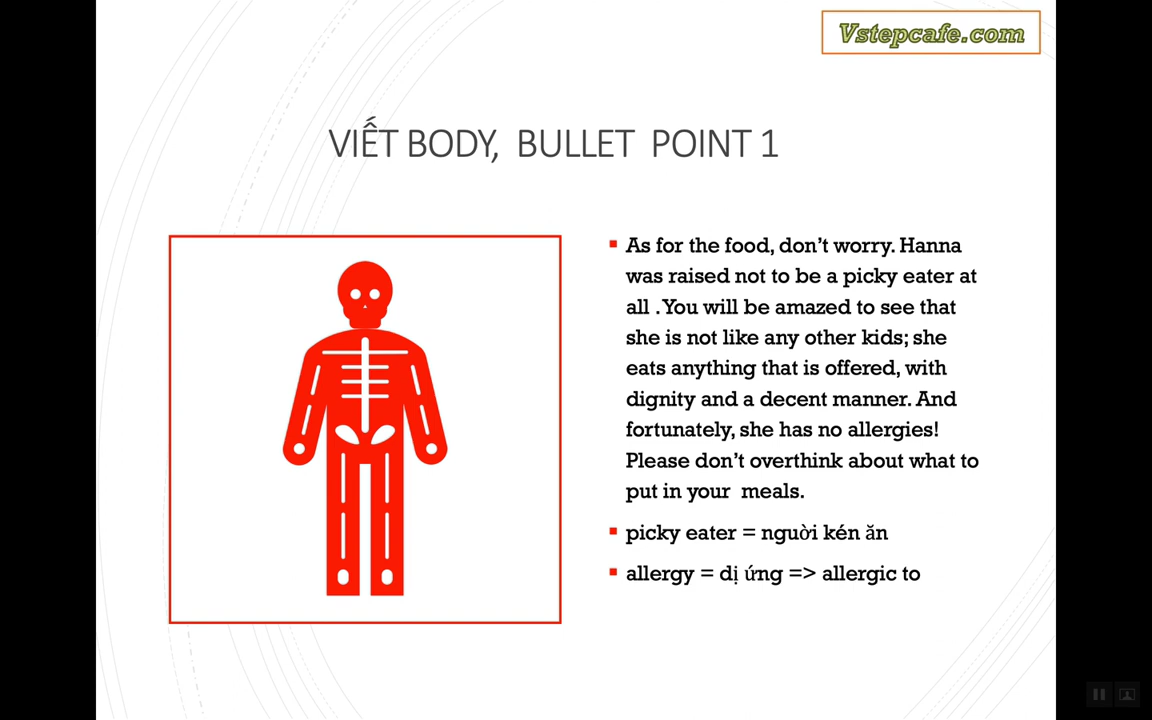 Vstepcafe.com
VIẾT BODY, BULLET POINT 1
As for the food, don’t worry. Hanna
was raised not to be a picky eater at
all . You will be amazed to see that
she is not like any other kids; she
eats anything that is offered, with
dignity and a decent manner. And
fortunately, she has no allergies!
Please don’t overthink about what to
put in your meals.
picky eater = người kén ăn
allergy = dị ứng => allergic to